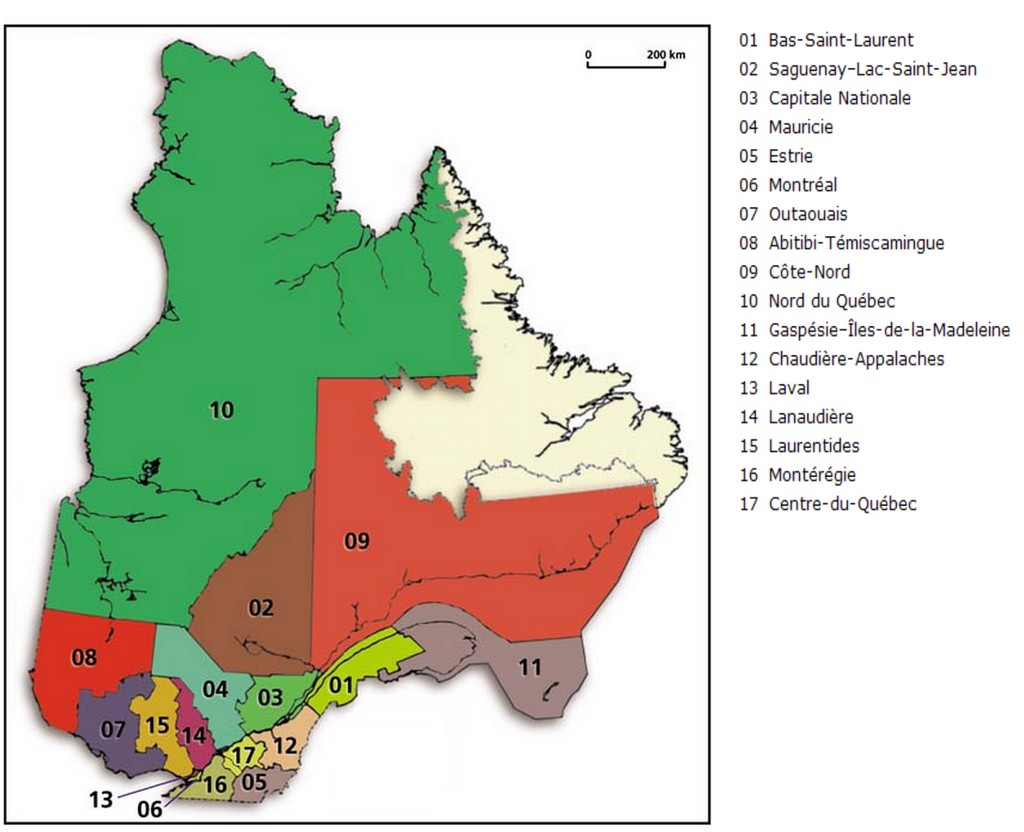 0 200 km
10
09
02
08
04
03
01
11
07
15
14
12
17
16
05
13
06
01 Bas-Saint-Laurent
02 Saguenay–Lac-Saint-Jean
03 Capitale Nationale
04 Mauricie
05 Estrie
06 Montréal
07 Outaouais
08 Abitibi-Témiscamingue
09 Côte-Nord
10 Nord du Québec
11 Gaspésie–Îles-de-la-Madeleine
12 Chaudière-Appalaches
13 Laval
14 Lanaudière
15 Laurentides
16 Montérégie
17 Centre-du-Québec